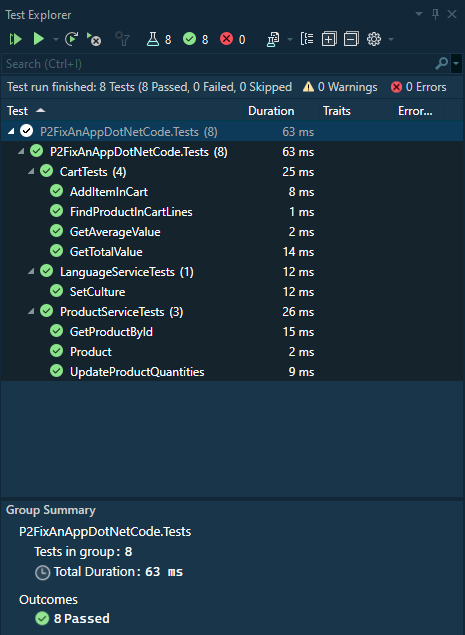 Test Explorer
8 8 0
Search (Ctrl+I)
Test run finished: 8 Tests (8 Passed, 0 Failed, 0 Skipped 0 Warnings 0 Errors
Test Duration Traits Error...
P2FixAnAppDotNetCode.Tests (8) 63 ms
P2FixAnAppDotNetCode.Tests (8) 63 ms
CartTests (4) 25 ms
AddItemInCart 8 ms
FindProductInCartLines 1 ms
GetAverageValue 2 ms
GetTotalValue 14 ms
LanguageServiceTests (1) 12 ms
SetCulture 12 ms
ProductServiceTests (3) 26 ms
GetProductById 15 ms
Product 2 ms
UpdateProductQuantities 9 ms
Group Summary
P2FixAnAppDotNetCode.Tests
Tests in group: 8
Total Duration: 63 ms
Outcomes
8 Passed